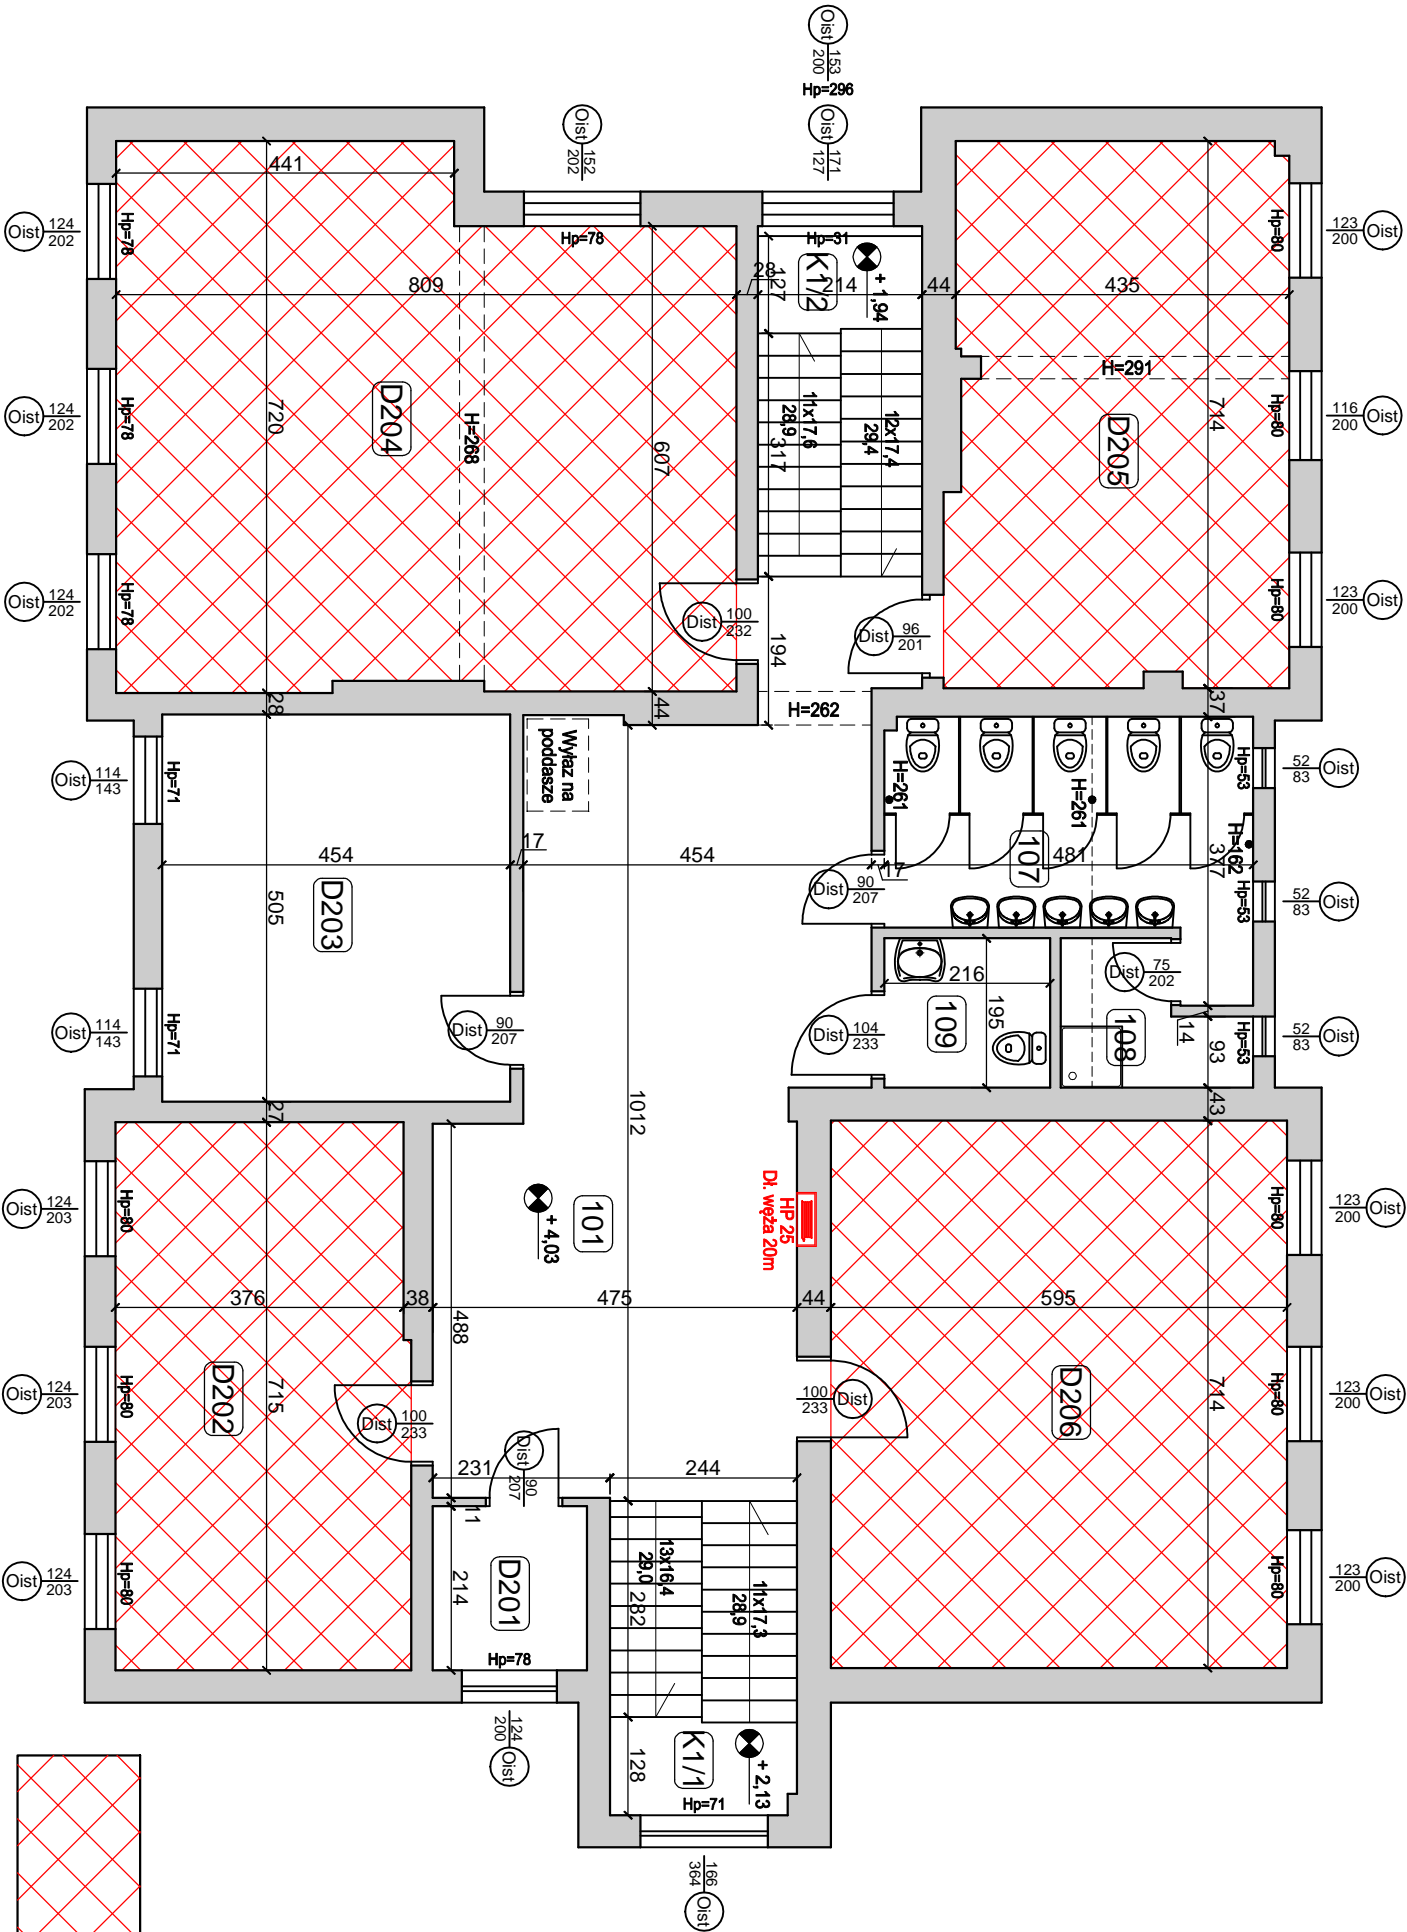 Oist 153
200
Hp=296
Oist 171
127
Oist 152
202
441
Hp=78
Hp=31
K1/2
+ 1,94
28
127
214
44
435
809
Oist 124
202
Hp=78
Hp=80
123 Oist
200
H=291
D204
720
H=268
607
11x17,6
28,9
317
12x17,4
29,4
D205
714
Oist 124
202
Hp=78
Hp=80
116 Oist
200
Oist 124
202
Hp=78
Dist 100
232
194
Dist 96
201
Hp=80
123 Oist
200
28
44
H=262
37
Wyłaz na
poddasze
Oist 114
143
Hp=71
H=261
H=261
Hp=53
52 Oist
83
454
17
454
17
107
481
377
H=162
Dist 90
207
Hp=53
52 Oist
83
D203
505
216
195
Dist 75
202
109
108
14
93
Oist 114
143
Hp=71
Dist 90
207
Dist 104
233
Hp=53
52 Oist
83
27
1012
43
101
+ 4,03
HP 25
Dł. węża 20m
Oist 124
203
Hp=80
Hp=80
123 Oist
200
376
38
488
475
44
595
D202
715
D206
714
Oist 124
203
Hp=80
Dist 100
233
100 Dist
233
Hp=80
123 Oist
200
231
244
Dist 90
207
11
D201
214
13x16,4
29,0
282
11x17,3
28,9
Oist 124
203
Hp=80
Hp=80
123 Oist
200
Hp=78
124 Oist
200
128
K1/1
+ 2,13
Hp=71
166 Oist
364